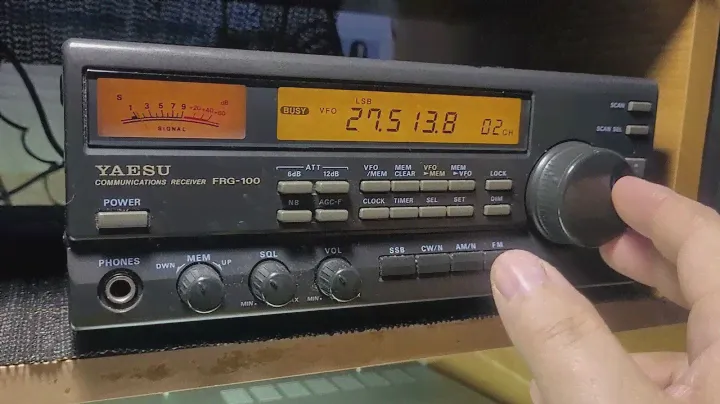 S 1 3 5 7 9 +20 +40 +60 dB
SIGNAL
BUSY VFO LSB 27.513.8 02 CH
SCAN
SCAN SEL
YAESU
COMMUNICATIONS RECEIVER FRG-100
ATT
6dB 12dB
VFO /MEM MEM CLEAR VFO ►MEM MEM ►VFO LOCK
NB AGC-F CLOCK TIMER SEL SET DIM
POWER
PHONES DWN MEM UP SQL VOL SSB CW/N AM/N FM
MIN. MIN.